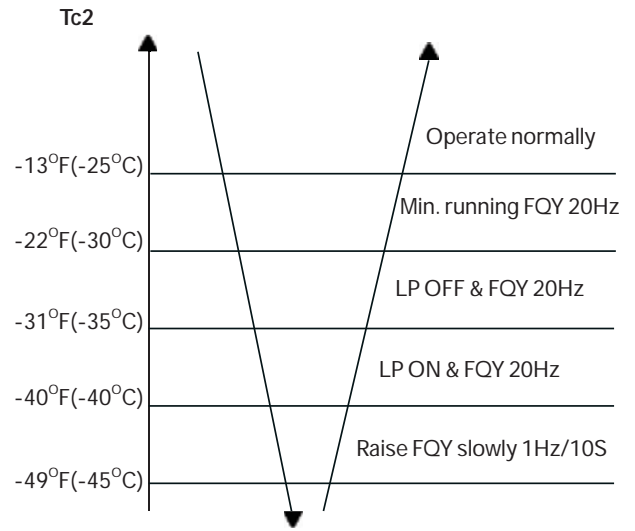 Tc2
Operate normally
-13°F(-25°C)
Min. running FQY 20Hz
-22°F(-30°C)
LP OFF & FQY 20Hz
-31°F(-35°C)
LP ON & FQY 20Hz
-40°F(-40°C)
Raise FQY slowly 1Hz/10S
-49°F(-45°C)